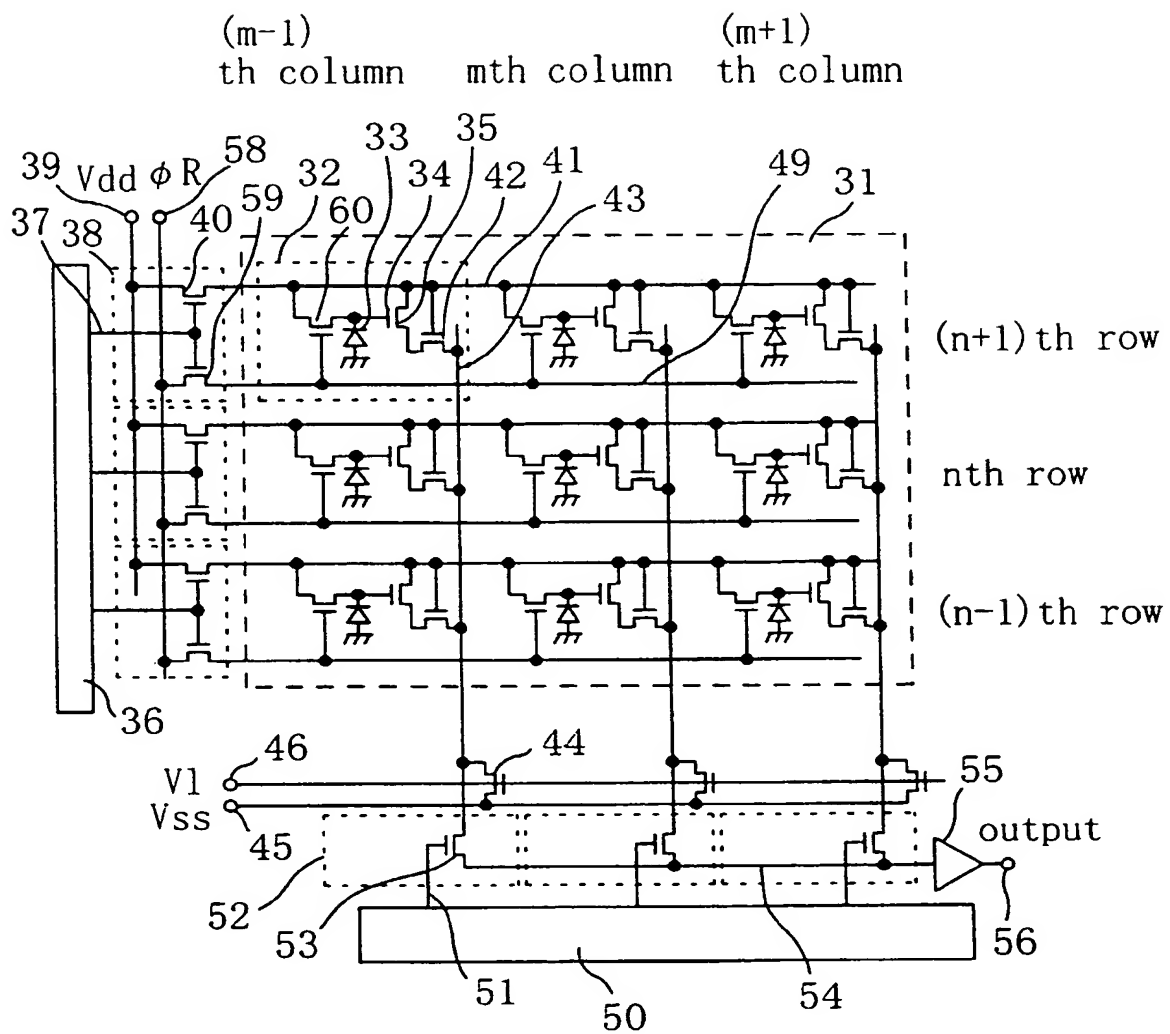 (m-1)
th column
mth column
(m+1)
th column
39
Vdd
φR
58
38
40
59
32
60
33
34
35
42
41
43
49
31
37
(n+1)th row
nth row
(n-1)th row
36
46
44
Vl
Vss
45
55
output
52
53
51
50
54
56